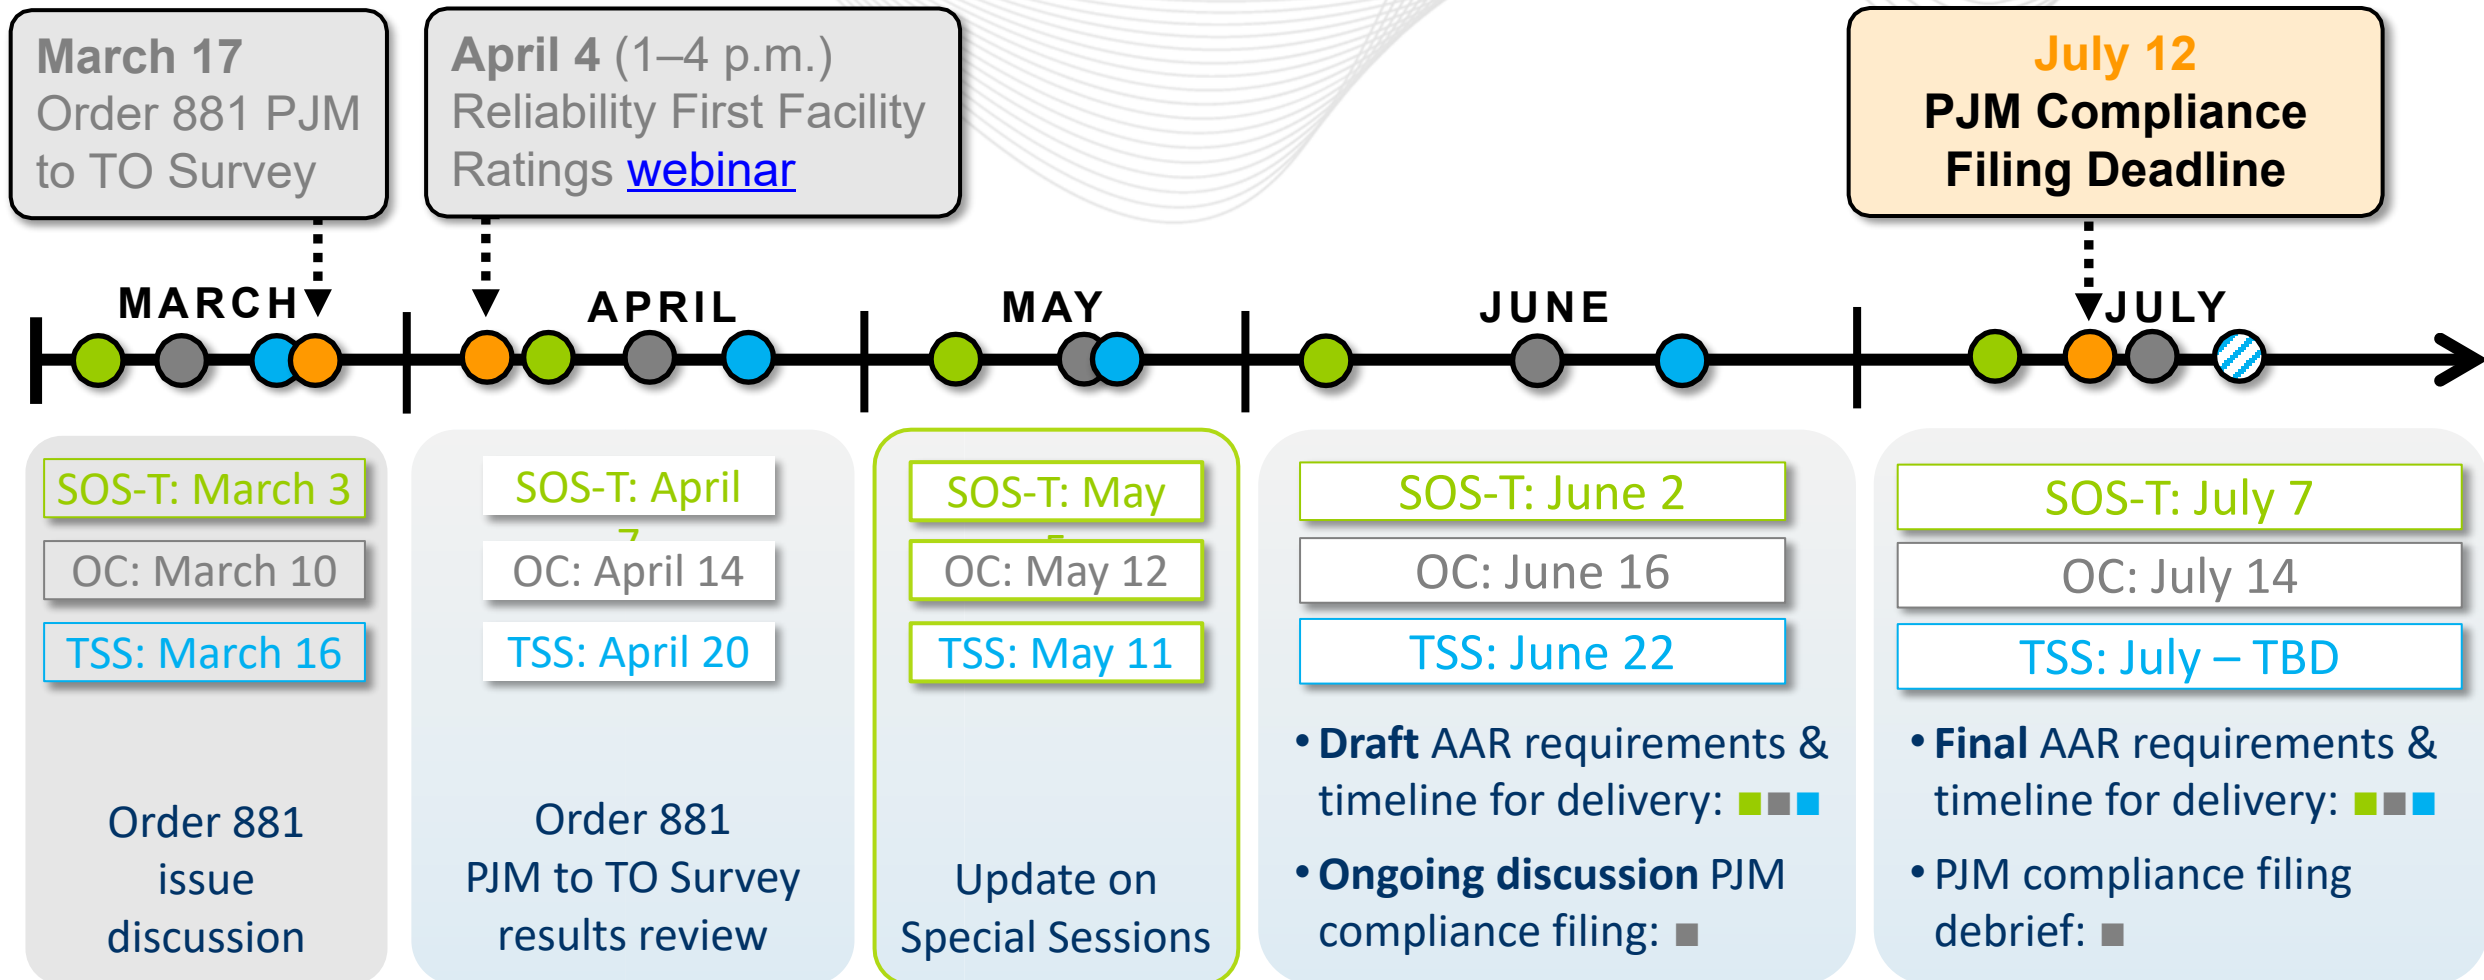 March 17
Order 881 PJM
to TO Survey
April 4 (1–4 p.m.)
Reliability First Facility
Ratings webinar
July 12
PJM Compliance
Filing Deadline
MARCH
APRIL
MAY
JUNE
JULY
SOS-T: March 3
OC: March 10
TSS: March 16
Order 881
issue
discussion
SOS-T: April
7
OC: April 14
TSS: April 20
Order 881
PJM to TO Survey
results review
SOS-T: May
OC: May 12
TSS: May 11
Update on
Special Sessions
SOS-T: June 2
OC: June 16
TSS: June 22
• Draft AAR requirements &
timeline for delivery: ■■■
• Ongoing discussion PJM
compliance filing: ■
SOS-T: July 7
OC: July 14
TSS: July – TBD
• Final AAR requirements &
timeline for delivery: ■■■
• PJM compliance filing
debrief: ■